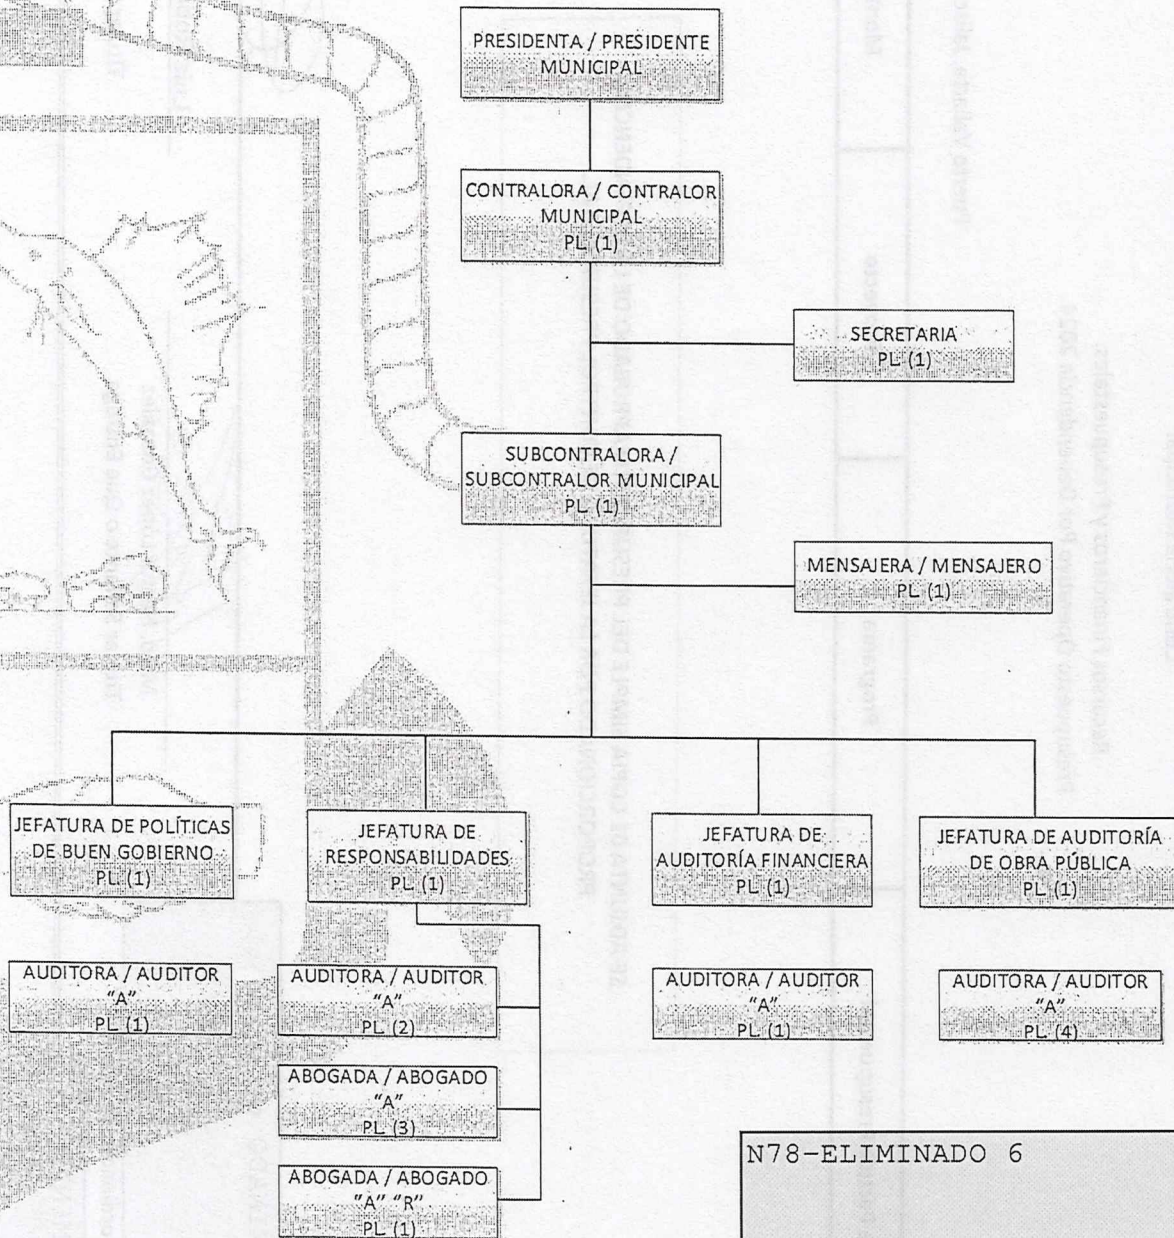 PRESIDENTA / PRESIDENTE
MUNICIPAL
CONTRALORA / CONTRALOR
MUNICIPAL
PL (1)
SECRETARIA
PL (1)
SUBCONTRALORA /
SUBCONTRALOR MUNICIPAL
PL (1)
MENSAJERA / MENSAJERO
PL (1)
JEFATURA DE POLÍTICAS
DE BUEN GOBIERNO
PL (1)
JEFATURA DE
RESPONSABILIDADES
PL (1)
JEFATURA DE
AUDITORÍA FINANCIERA
PL (1)
JEFATURA DE AUDITORÍA
DE OBRA PÚBLICA
PL (1)
AUDITORA / AUDITOR
"A"
PL (1)
AUDITORA / AUDITOR
"A"
PL (2)
AUDITORA / AUDITOR
"A"
PL (1)
AUDITORA / AUDITOR
"A"
PL (4)
ABOGADA / ABOGADO
"A"
PL (3)
ABOGADA / ABOGADO
"A" "R"
PL (1)
N78-ELIMINADO 6